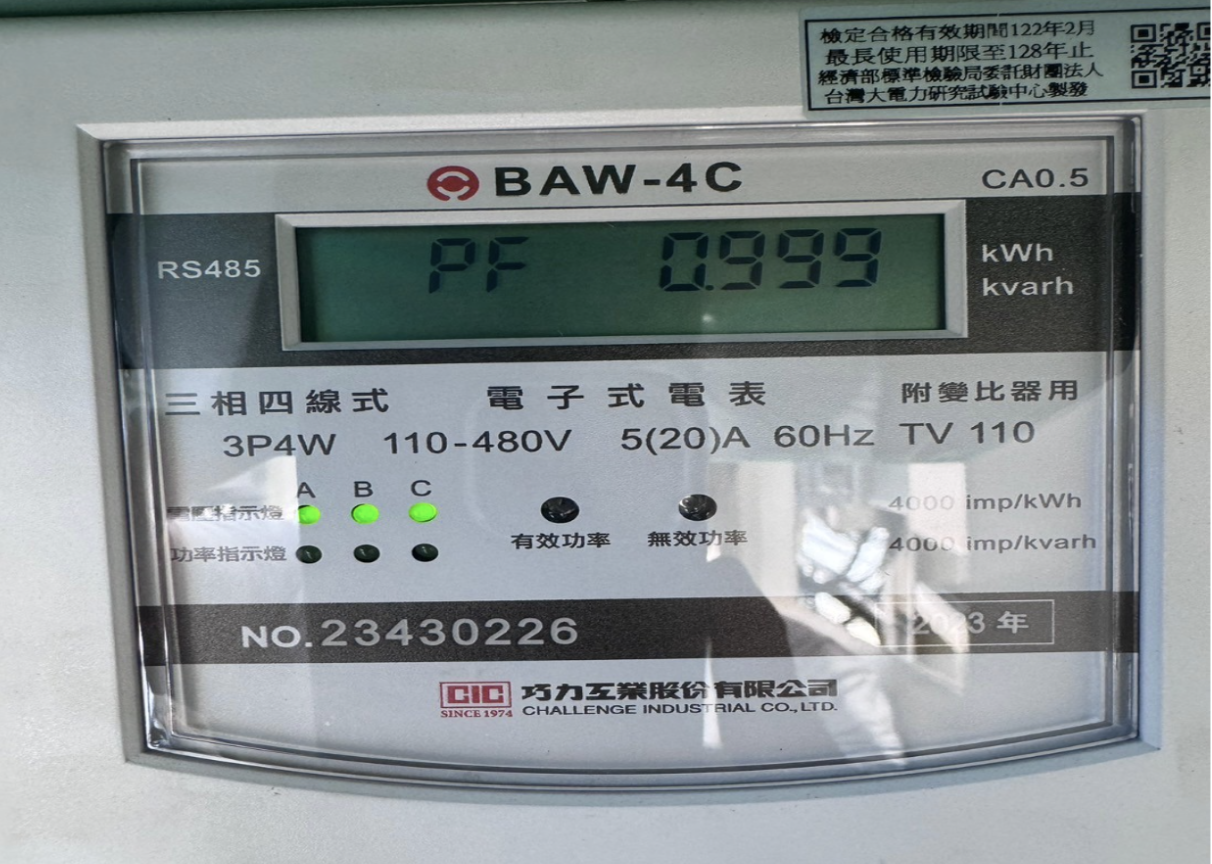 檢定合格有效期間122年2月
最長使用期限至128年止
經濟部標準檢驗局委託財團法人
台灣大電力研究試驗中心製發
BAW-4C
CA0.5
RS485
PF 0.999
kWh
kvarh
三相四線式 電子式電表 附變比器用
3P4W 110-480V 5(20)A 60Hz TV 110
A B C
電壓指示燈
4000 imp/kWh
有效功率 無效功率
功率指示燈
4000 imp/kvarh
NO.23430226
2023年
CIC
SINCE 1974
巧力工業股份有限公司
CHALLENGE INDUSTRIAL CO.,LTD.